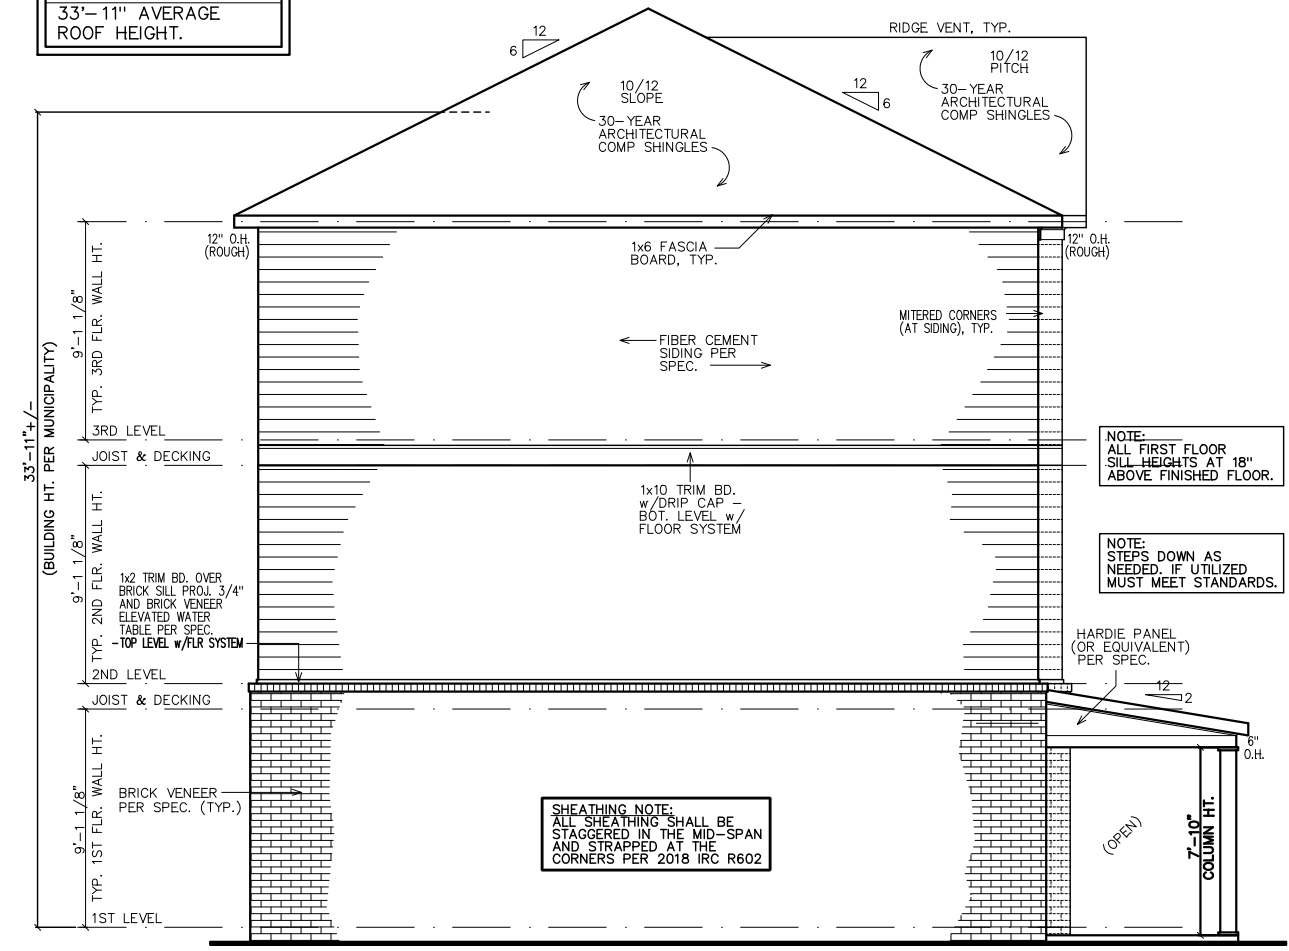 33'-11" AVERAGE
ROOF HEIGHT.
12
6
RIDGE VENT, TYP.
10/12
PITCH
30-YEAR
ARCHITECTURAL
COMP SHINGLES
12
6
10/12
SLOPE
30-YEAR
ARCHITECTURAL
COMP SHINGLES
12" O.H.
(ROUGH)
1x6 FASCIA
BOARD, TYP.
12" O.H.
(ROUGH)
9'-1 1/8"
TYP. 3RD FLR. WALL HT.
MITERED CORNERS
(AT SIDING), TYP.
FIBER CEMENT
SIDING PER
SPEC.
33'-11"+/-
(BUILDING HT. PER MUNICIPALITY)
3RD LEVEL
JOIST & DECKING
NOTE:
ALL FIRST FLOOR
SILL HEIGHTS AT 18"
ABOVE FINISHED FLOOR.
1x10 TRIM BD.
w/DRIP CAP -
BOT. LEVEL w/
FLOOR SYSTEM
9'-1 1/8"
TYP. 2ND FLR. WALL HT.
NOTE:
STEPS DOWN AS
NEEDED. IF UTILIZED
MUST MEET STANDARDS.
1x2 TRIM BD. OVER
BRICK SILL PROJ. 3/4"
AND BRICK VENEER
ELEVATED WATER
TABLE PER SPEC.
-TOP LEVEL w/FLR SYSTEM
HARDIE PANEL
(OR EQUIVALENT)
PER SPEC.
2ND LEVEL
JOIST & DECKING
12
2
6"
O.H.
9'-1 1/8"
TYP. 1ST FLR. WALL HT.
BRICK VENEER
PER SPEC. (TYP.)
SHEATHING NOTE:
ALL SHEATHING SHALL BE
STAGGERED IN THE MID-SPAN
AND STRAPPED AT THE
CORNERS PER 2018 IRC R602
(OPEN)
7'-10"
COLUMN HT.
1ST LEVEL